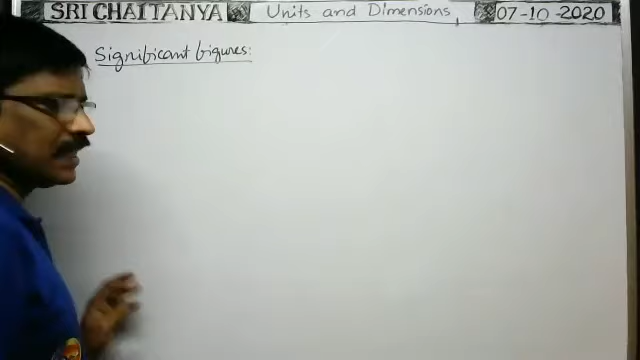 SRI CHAITANYA Units and Dimensions, 07-10-2020
Significant figures: